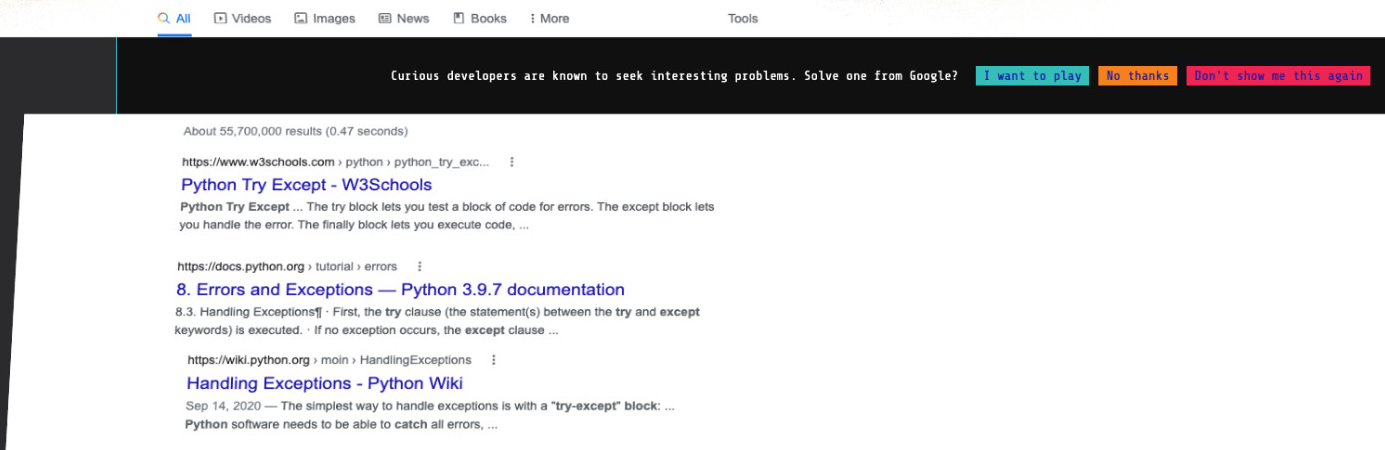 All Videos Images News Books More Tools
Curious developers are known to seek interesting problems. Solve one from Google? I want to play No thanks Don't show me this again
About 55,700,000 results (0.47 seconds)
https://www.w3schools.com › python › python_try_exc...
Python Try Except - W3Schools
Python Try Except ... The try block lets you test a block of code for errors. The except block lets
you handle the error. The finally block lets you execute code, ...
https://docs.python.org › tutorial › errors
8. Errors and Exceptions — Python 3.9.7 documentation
8.3. Handling Exceptions¶ · First, the try clause (the statement(s) between the try and except
keywords) is executed. · If no exception occurs, the except clause ...
https://wiki.python.org › moin › HandlingExceptions
Handling Exceptions - Python Wiki
Sep 14, 2020 — The simplest way to handle exceptions is with a "try-except" block: ...
Python software needs to be able to catch all errors, ...